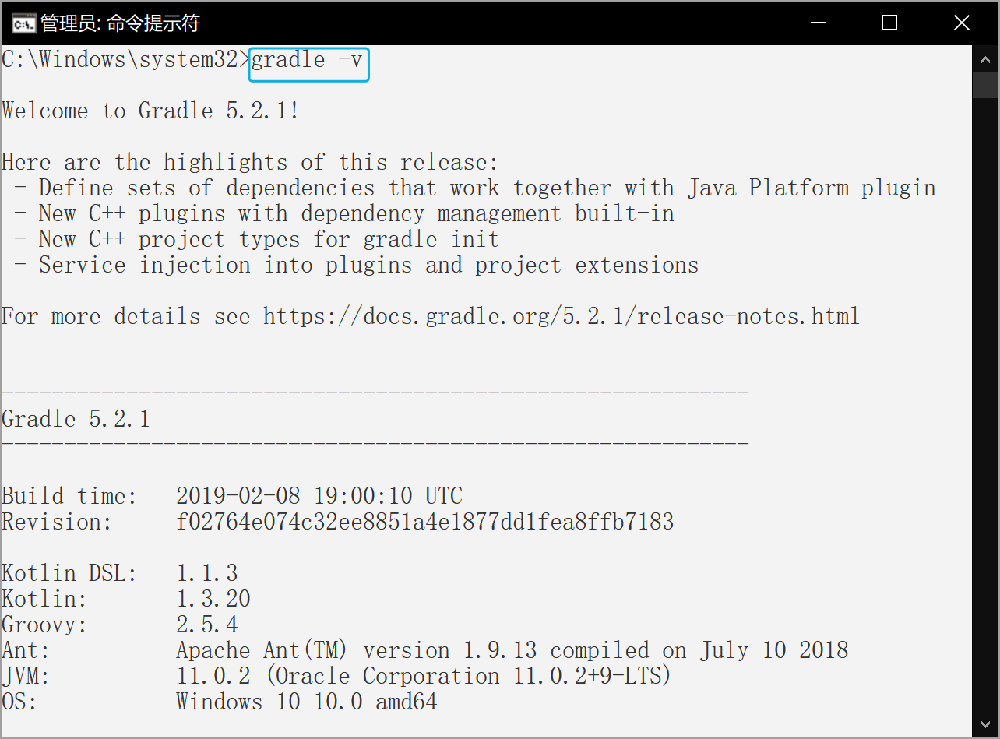 管理员: 命令提示符
C:\Windows\system32>gradle -v
Welcome to Gradle 5.2.1!
Here are the highlights of this release:
- Define sets of dependencies that work together with Java Platform plugin
- New C++ plugins with dependency management built-in
- New C++ project types for gradle init
- Service injection into plugins and project extensions
For more details see https://docs.gradle.org/5.2.1/release-notes.html
------------------------------------------------------------
Gradle 5.2.1
------------------------------------------------------------
Build time:   2019-02-08 19:00:10 UTC
Revision:     f02764e074c32ee8851a4e1877dd1fea8ffb7183
Kotlin DSL:   1.1.3
Kotlin:       1.3.20
Groovy:       2.5.4
Ant:          Apache Ant(TM) version 1.9.13 compiled on July 10 2018
JVM:          11.0.2 (Oracle Corporation 11.0.2+9-LTS)
OS:           Windows 10 10.0 amd64